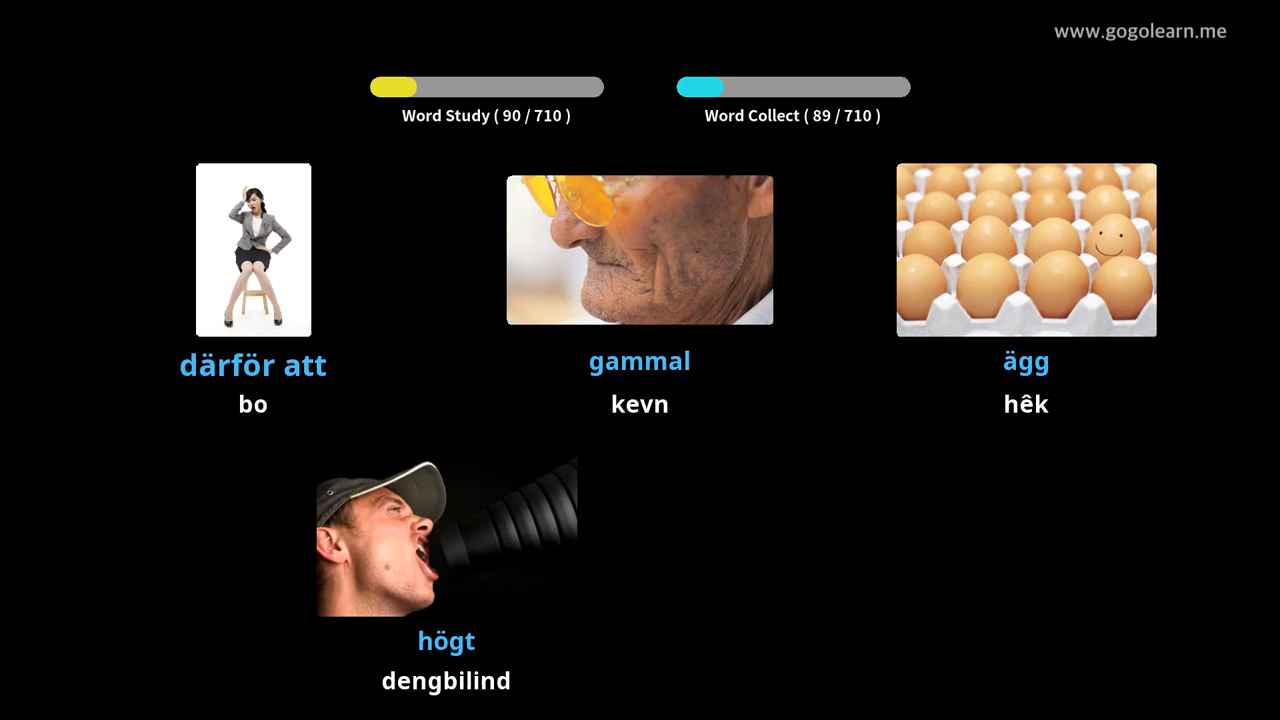 www.gogolearn.me
Word Study ( 90 / 710 )
Word Collect ( 89 / 710 )
därför att
bo
gammal
kevn
ägg
hêk
högt
dengbilind